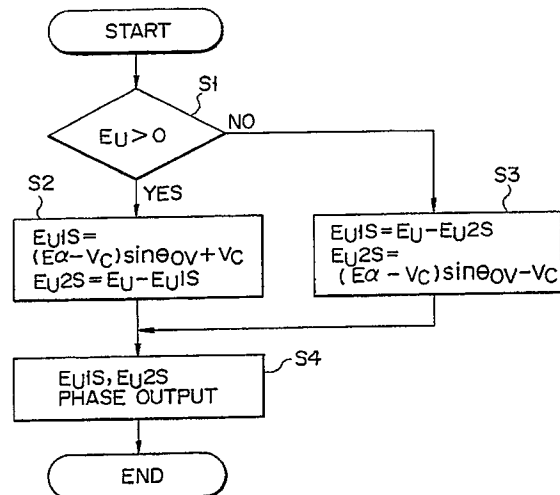 START
S1
EU>0
NO
YES
S2
EU1S=
(Eα-VC)sinθOV+VC
EU2S=EU-EU1S
S3
EU1S=EU-EU2S
EU2S=
(Eα-VC)sinθOV-VC
S4
EU1S,EU2S
PHASE OUTPUT
END